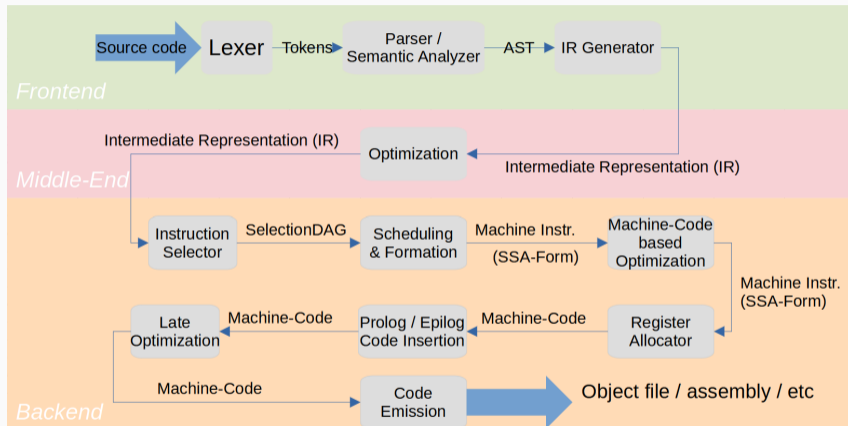 Source code
Lexer
Tokens
Parser /
Semantic Analyzer
AST
IR Generator
Frontend
Intermediate Representation (IR)
Optimization
Intermediate Representation (IR)
Middle-End
Instruction
Selector
SelectionDAG
Scheduling
& Formation
Machine Instr.
(SSA-Form)
Machine-Code
based
Optimization
Machine Instr.
(SSA-Form)
Register
Allocator
Machine-Code
Prolog / Epilog
Code Insertion
Machine-Code
Late
Optimization
Machine-Code
Code
Emission
Object file / assembly / etc
Backend